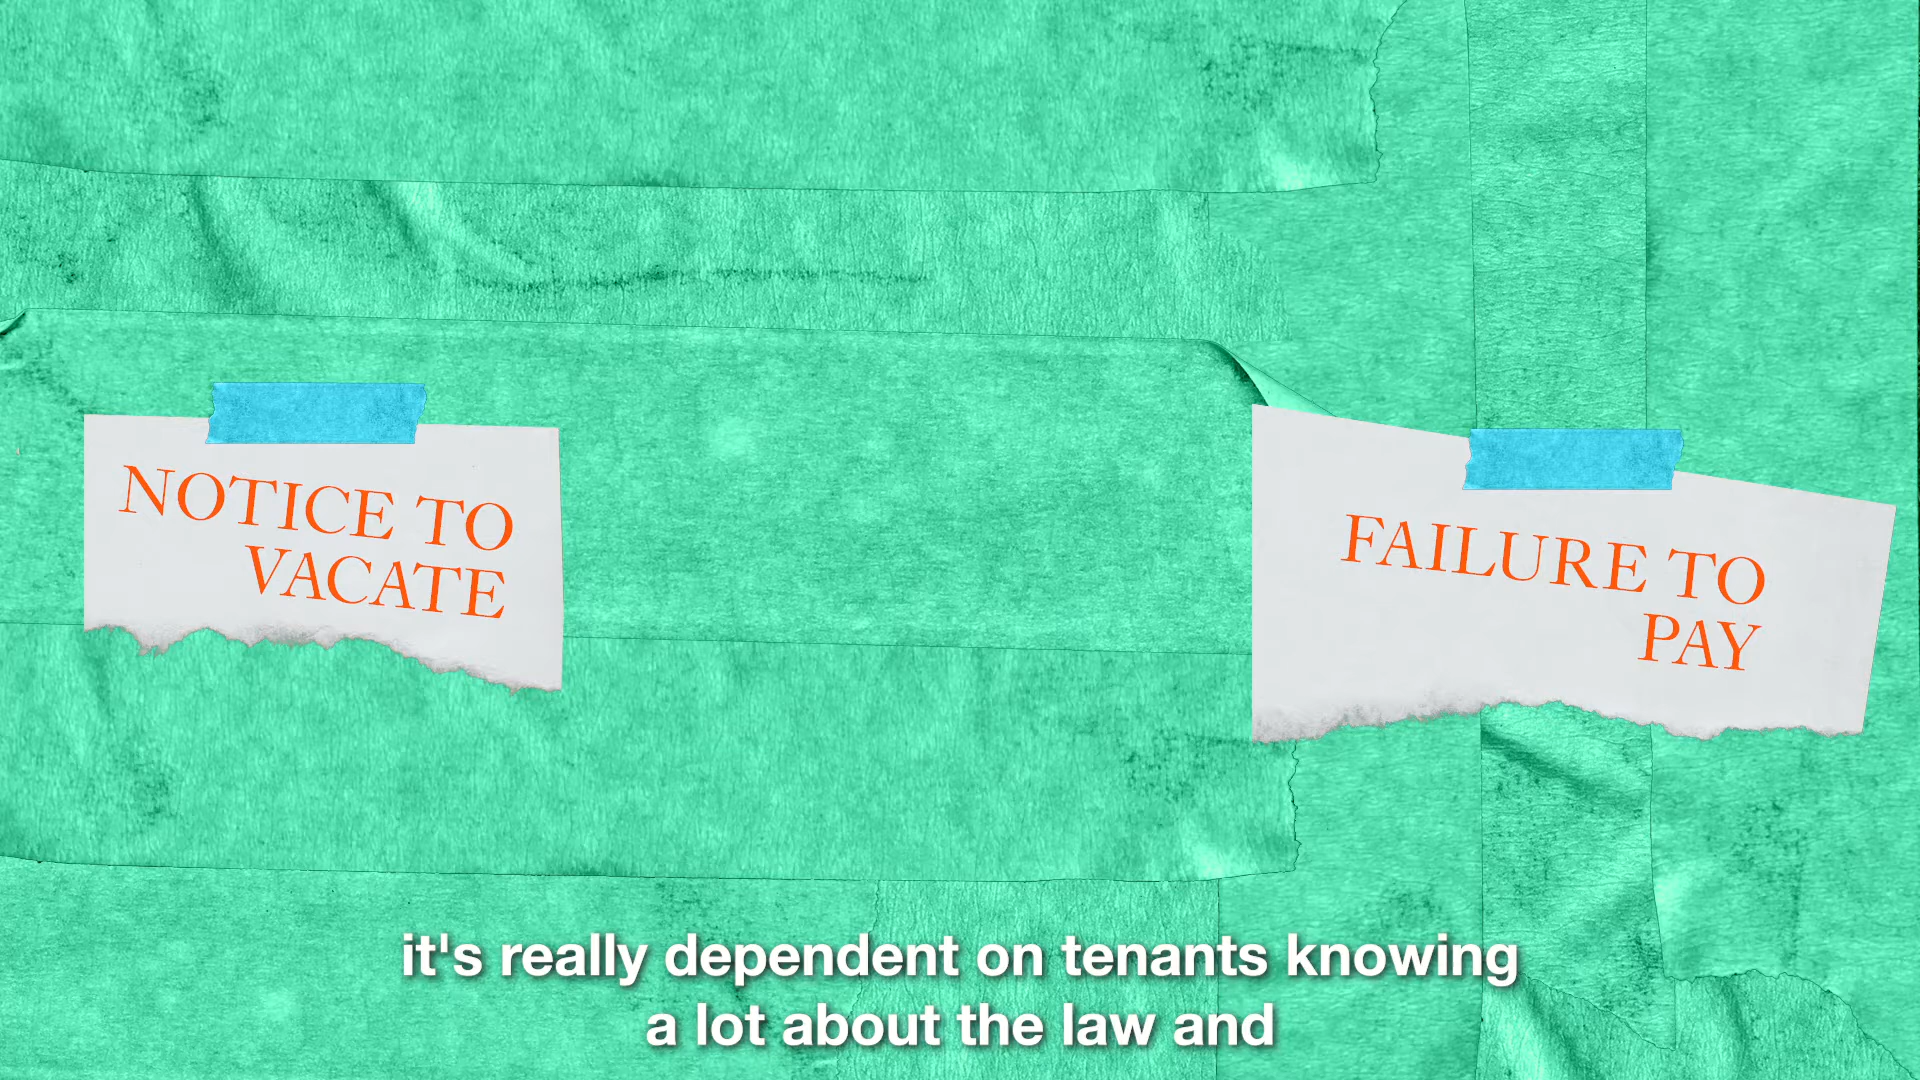 NOTICE TO
VACATE
FAILURE TO
PAY
it's really dependent on tenants knowing
a lot about the law and